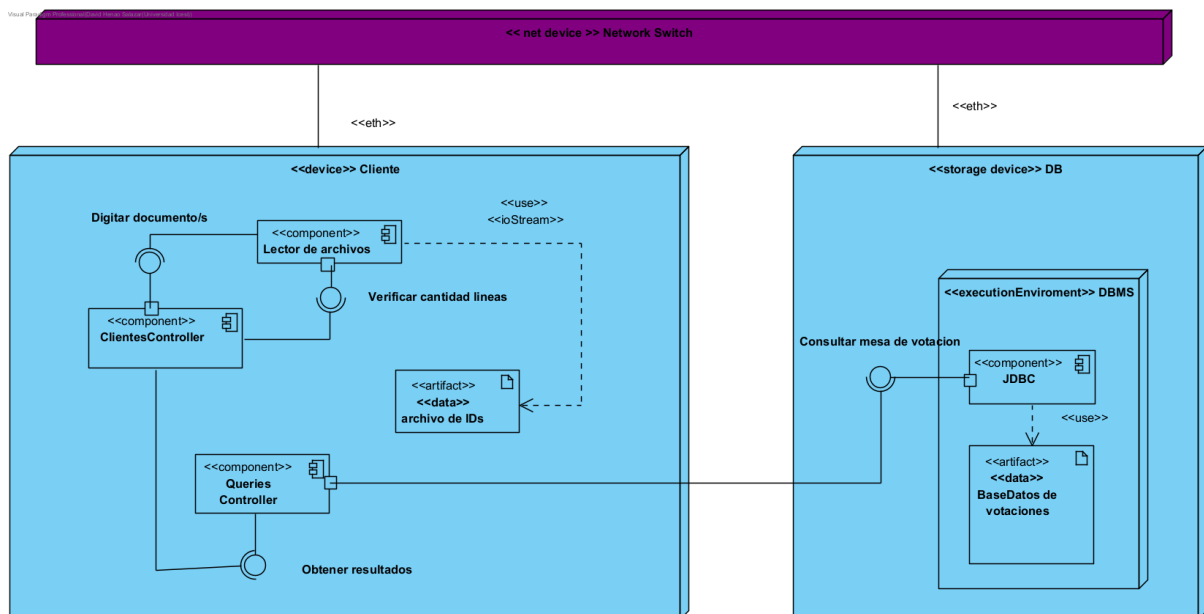 << net device >> Network Switch
<<eth>>
<<eth>>
<<device>> Cliente
<<storage device>> DB
Digitar documento/s
<<component>>
Lector de archivos
<<use>>
<<ioStream>>
Verificar cantidad lineas
<<component>>
ClientesController
<<artifact>>
<<data>>
archivo de IDs
<<component>>
Queries
Controller
Obtener resultados
<<executionEnviroment>> DBMS
Consultar mesa de votacion
<<component>>
JDBC
<<use>>
<<artifact>>
<<data>>
BaseDatos de
votaciones